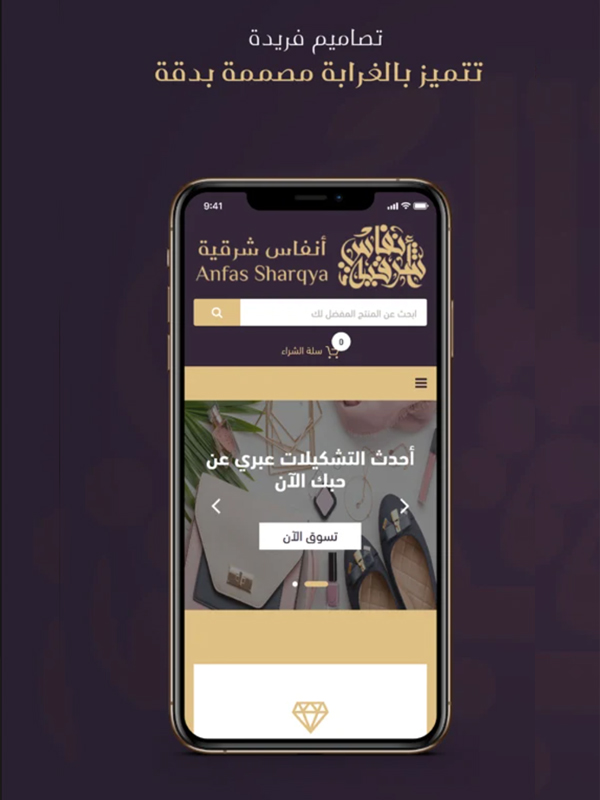 تصاميم فريدة
تتميز بالغرابة مصممة بدقة
9:41
أنفاس شرقية
أنفاس شرقية
Anfas Sharqya
ابحث عن المنتج المفضل لك
0
سلة الشراء
أحدث التشكيلات عبري عن
حبك الآن
تسوق الآن